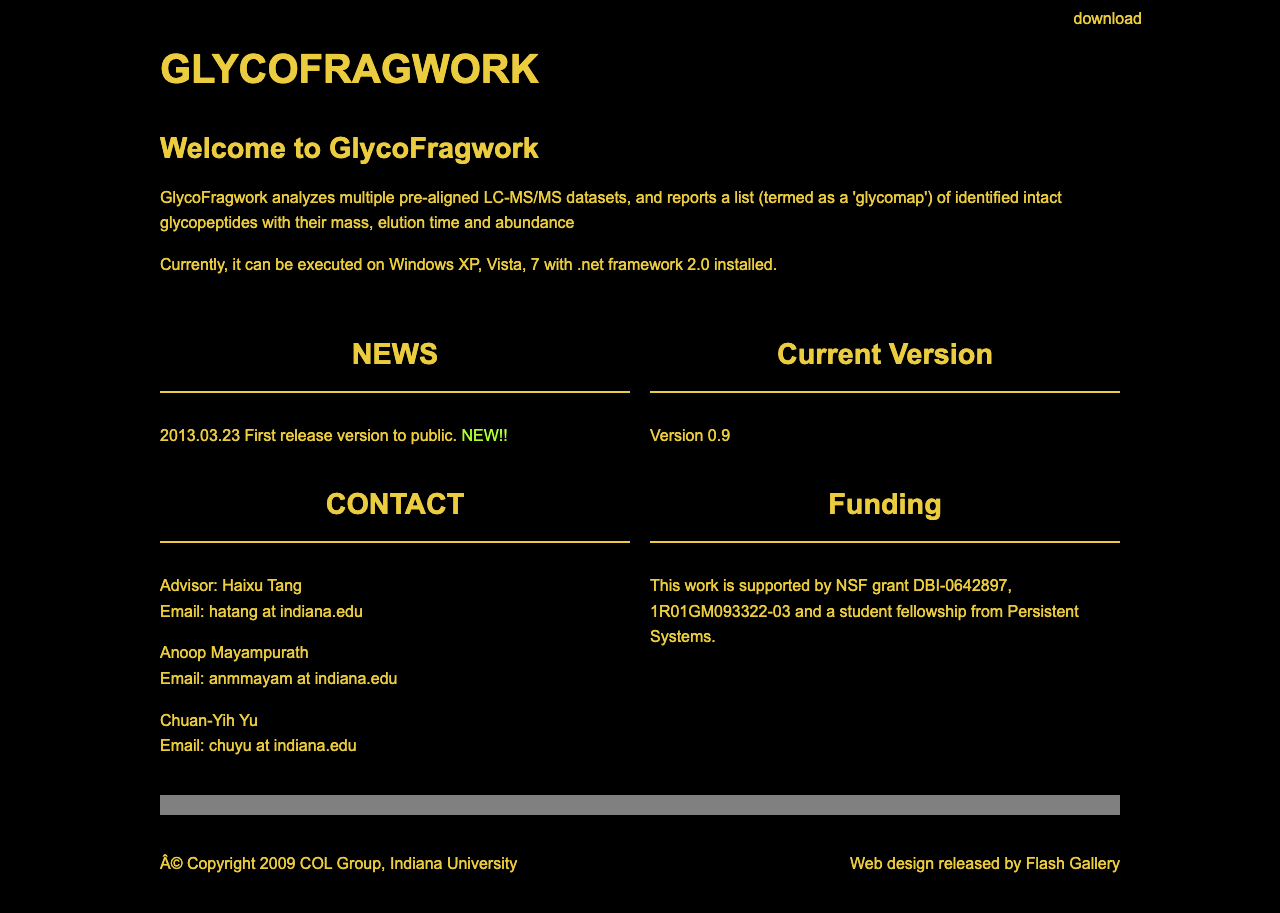 download
GLYCOFRAGWORK
Welcome to GlycoFragwork
GlycoFragwork analyzes multiple pre-aligned LC-MS/MS datasets, and reports a list (termed as a 'glycomap') of identified intact
glycopeptides with their mass, elution time and abundance
Currently, it can be executed on Windows XP, Vista, 7 with .net framework 2.0 installed.
NEWS
2013.03.23 First release version to public. NEW!!
Current Version
Version 0.9
CONTACT
Advisor: Haixu Tang
Email: hatang at indiana.edu
Anoop Mayampurath
Email: anmmayam at indiana.edu
Chuan-Yih Yu
Email: chuyu at indiana.edu
Funding
This work is supported by NSF grant DBI-0642897,
1R01GM093322-03 and a student fellowship from Persistent
Systems.
Â© Copyright 2009 COL Group, Indiana University
Web design released by Flash Gallery